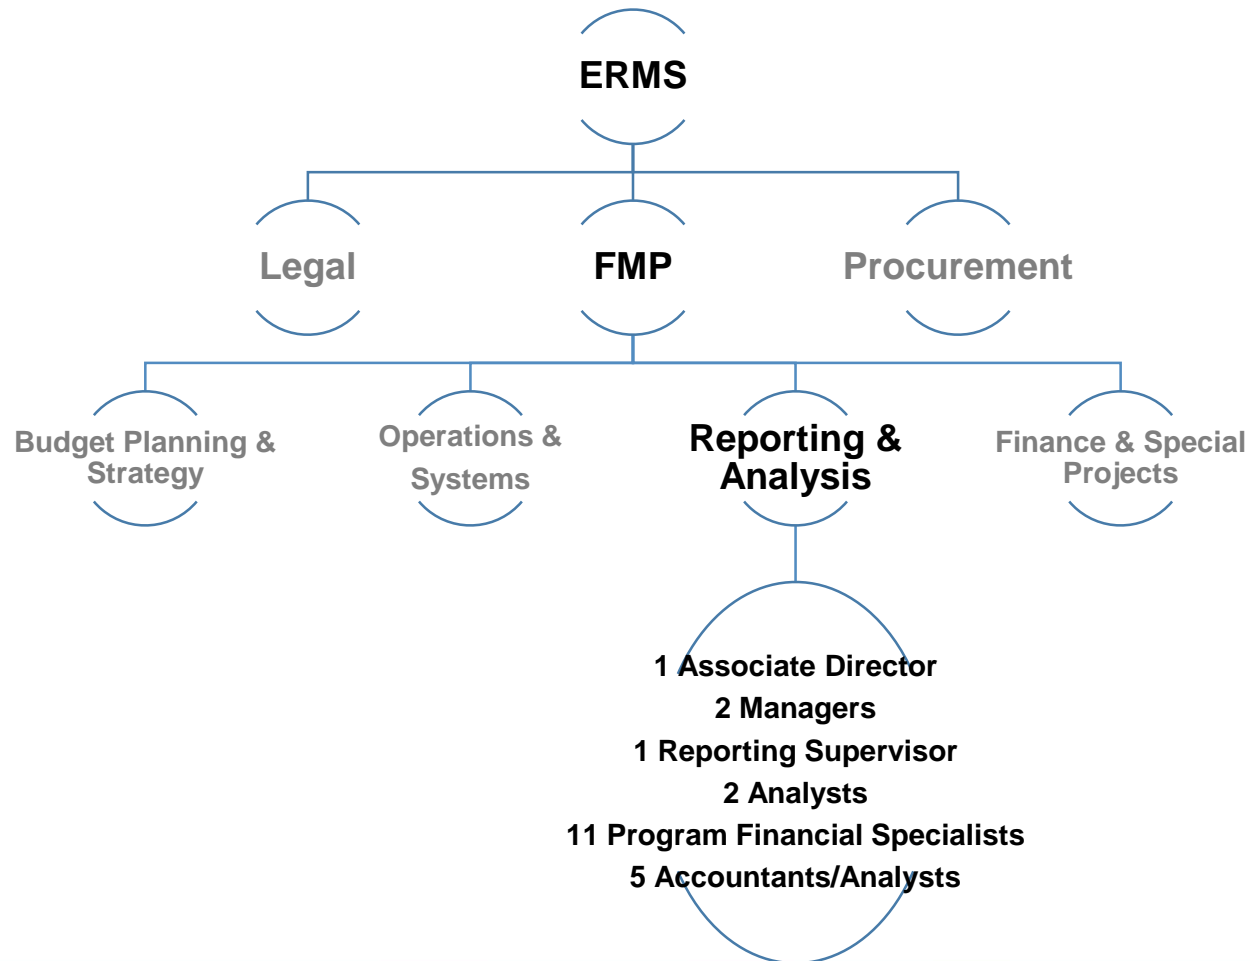 ERMS
Legal
FMP
Procurement
Budget Planning &
Strategy
Operations &
Systems
Reporting &
Analysis
Finance & Special
Projects
1 Associate Director
2 Managers
1 Reporting Supervisor
2 Analysts
11 Program Financial Specialists
5 Accountants/Analysts